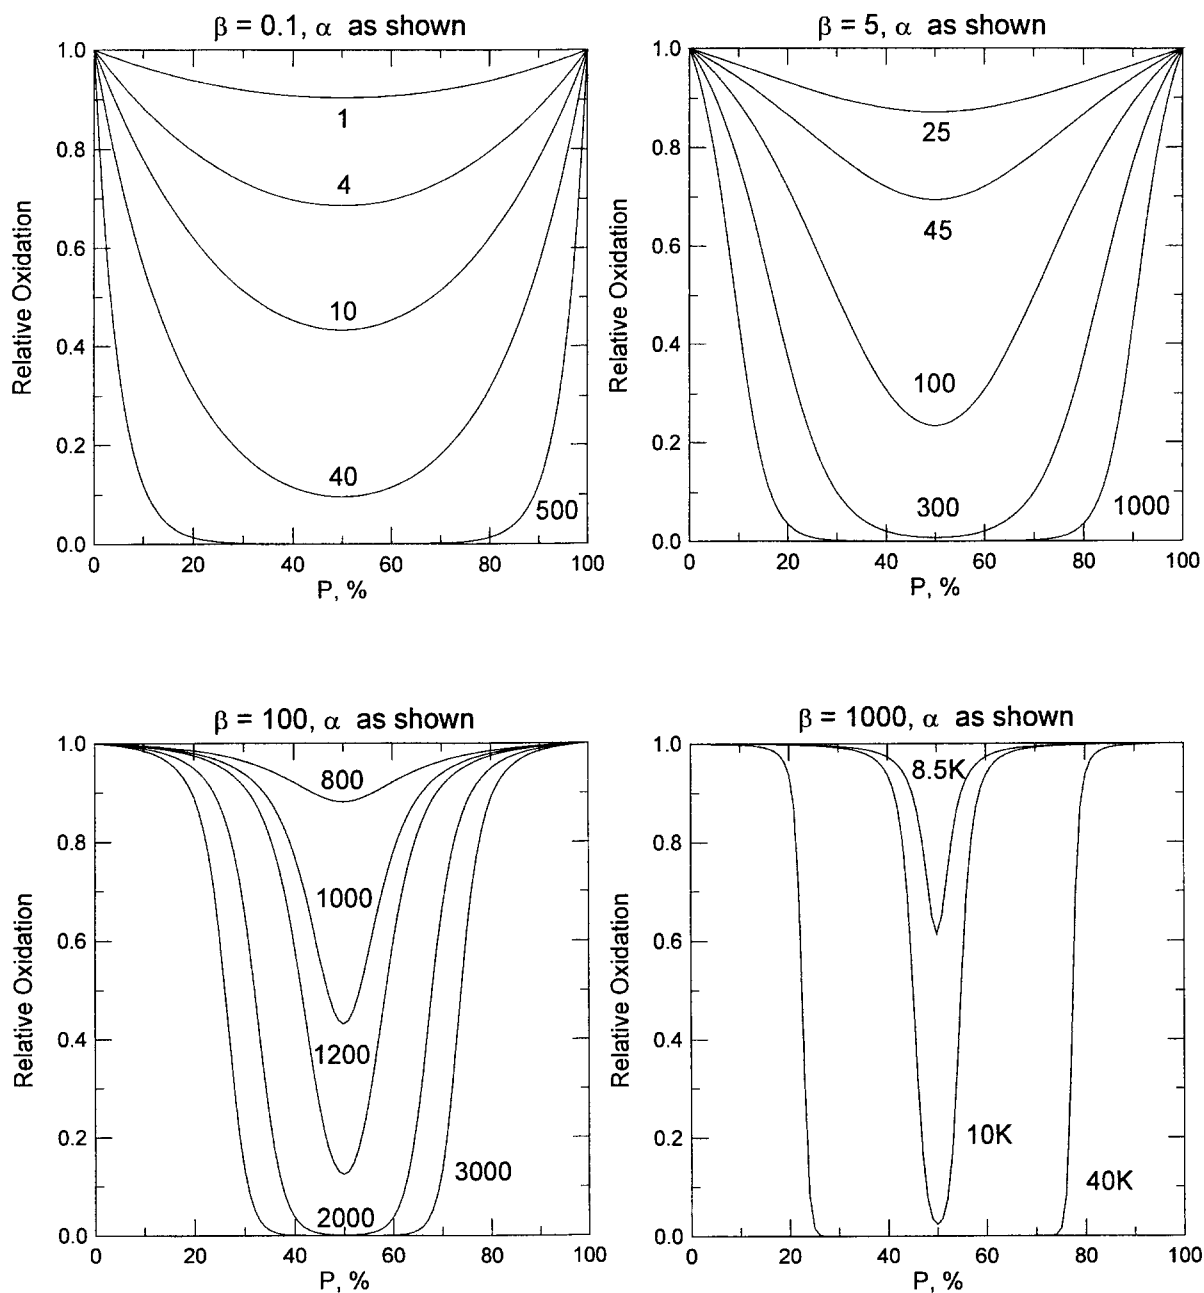 β = 0.1, α as shown
1.0
0.8
0.6
0.4
0.2
0.0
Relative Oxidation
1
4
10
40
500
0 20 40 60 80 100
P, %
β = 5, α as shown
1.0
0.8
0.6
0.4
0.2
0.0
Relative Oxidation
25
45
100
300
1000
0 20 40 60 80 100
P, %
β = 100, α as shown
1.0
0.8
0.6
0.4
0.2
0.0
Relative Oxidation
800
1000
1200
3000
2000
0 20 40 60 80 100
P, %
β = 1000, α as shown
1.0
0.8
0.6
0.4
0.2
0.0
Relative Oxidation
8.5K
10K
40K
0 20 40 60 80 100
P, %